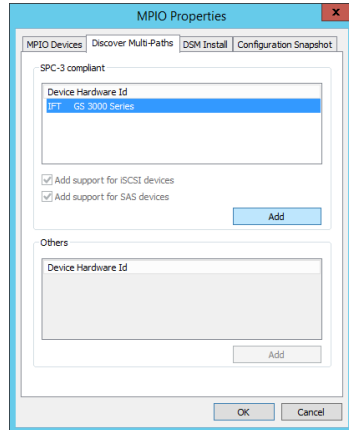 MPIO Properties
x
MPIO Devices Discover Multi-Paths DSM Install Configuration Snapshot
SPC-3 compliant
Device Hardware Id
IFT GS 3000 Series
Add support for iSCSI devices
Add support for SAS devices
Add
Others
Device Hardware Id
Add
OK Cancel